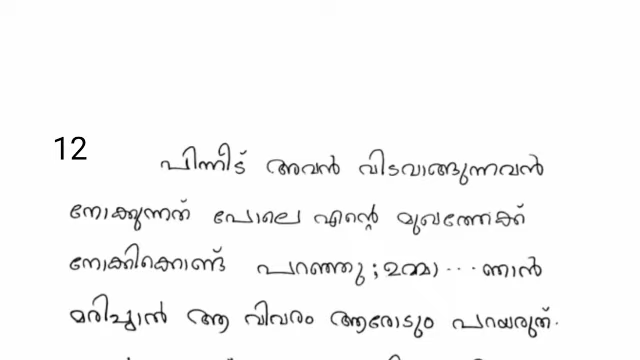 12
പിന്നീട് അവൻ വിടവാങ്ങുന്നവൻ
നോക്കുന്നത് പോലെ എന്റെ മുഖത്തേക്ക്
നോക്കിക്കൊണ്ട് പറഞ്ഞു; ഉമ്മാ... ഞാൻ
മരിച്ചാൽ ആ വിവരം ആരോടും പറയരുത്.